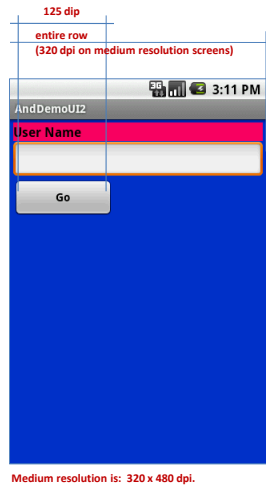 125 dip
entire row
(320 dpi on medium resolution screens)
3G 3:11 PM
AndDemoUI2
User Name
Go
Medium resolution is: 320 x 480 dpi.